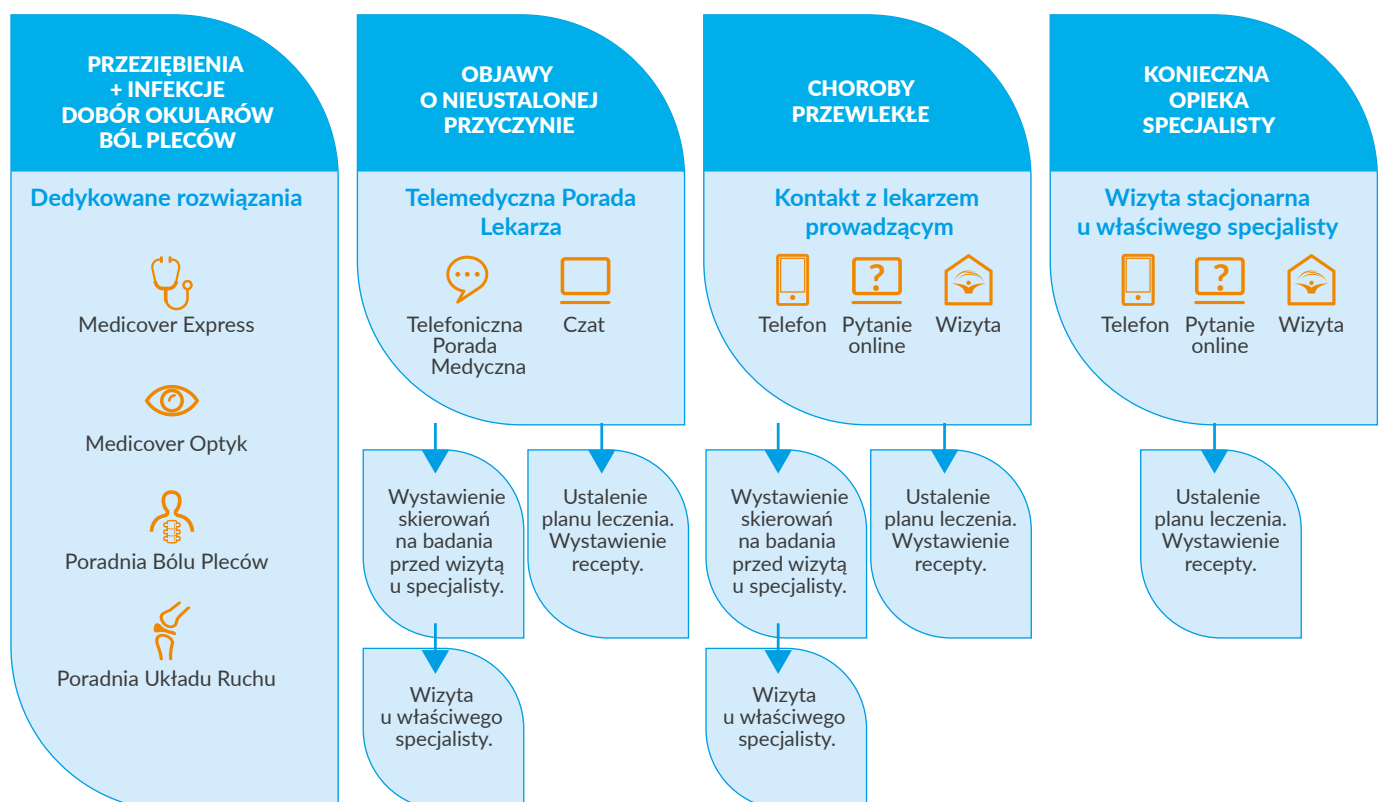 PRZEZIĘBIENIA
+ INFEKCJE
DOBÓR OKULARÓW
BÓL PLECÓW
Dedykowane rozwiązania
Medicover Express
Medicover Optyk
Poradnia Bólu Pleców
Poradnia Układu Ruchu
OBJAWY
O NIEUSTALONEJ
PRZYCZYNIE
Telemedyczna Porada
Lekarza
Telefoniczna
Porada
Medyczna
Czat
Wystawienie
skierowań
na badania
przed wizytą
u specjalisty.
Wizyta
u właściwego
specjalisty.
Ustalenie
planu leczenia.
Wystawienie
recepty.
CHOROBY
PRZEWLEKŁE
Kontakt z lekarzem
prowadzącym
Telefon
?
Pytanie
online
Wizyta
Wystawienie
skierowań
na badania
przed wizytą
u specjalisty.
Wizyta
u właściwego
specjalisty.
Ustalenie
planu leczenia.
Wystawienie
recepty.
KONIECZNA
OPIEKA
SPECJALISTY
Wizyta stacjonarna
u właściwego specjalisty
Telefon
?
Pytanie
online
Wizyta
Ustalenie
planu leczenia.
Wystawienie
recepty.